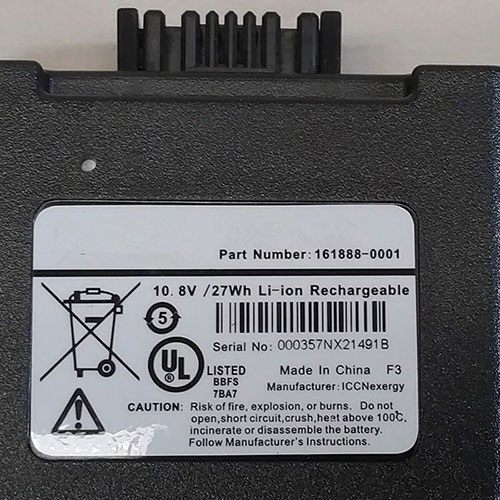 Part Number: 161888-0001
10.8V /27Wh Li-ion Rechargeable
5
Serial No: 000357NX21491B
UL
LISTED
BBFS
7BA7
Made In China F3
Manufacturer: ICCNexergy
CAUTION: Risk of fire, explosion, or burns. Do not
open,short circuit,crush,heat above 100℃,
incinerate or disassemble the battery.
Follow Manufacturer's Instructions.